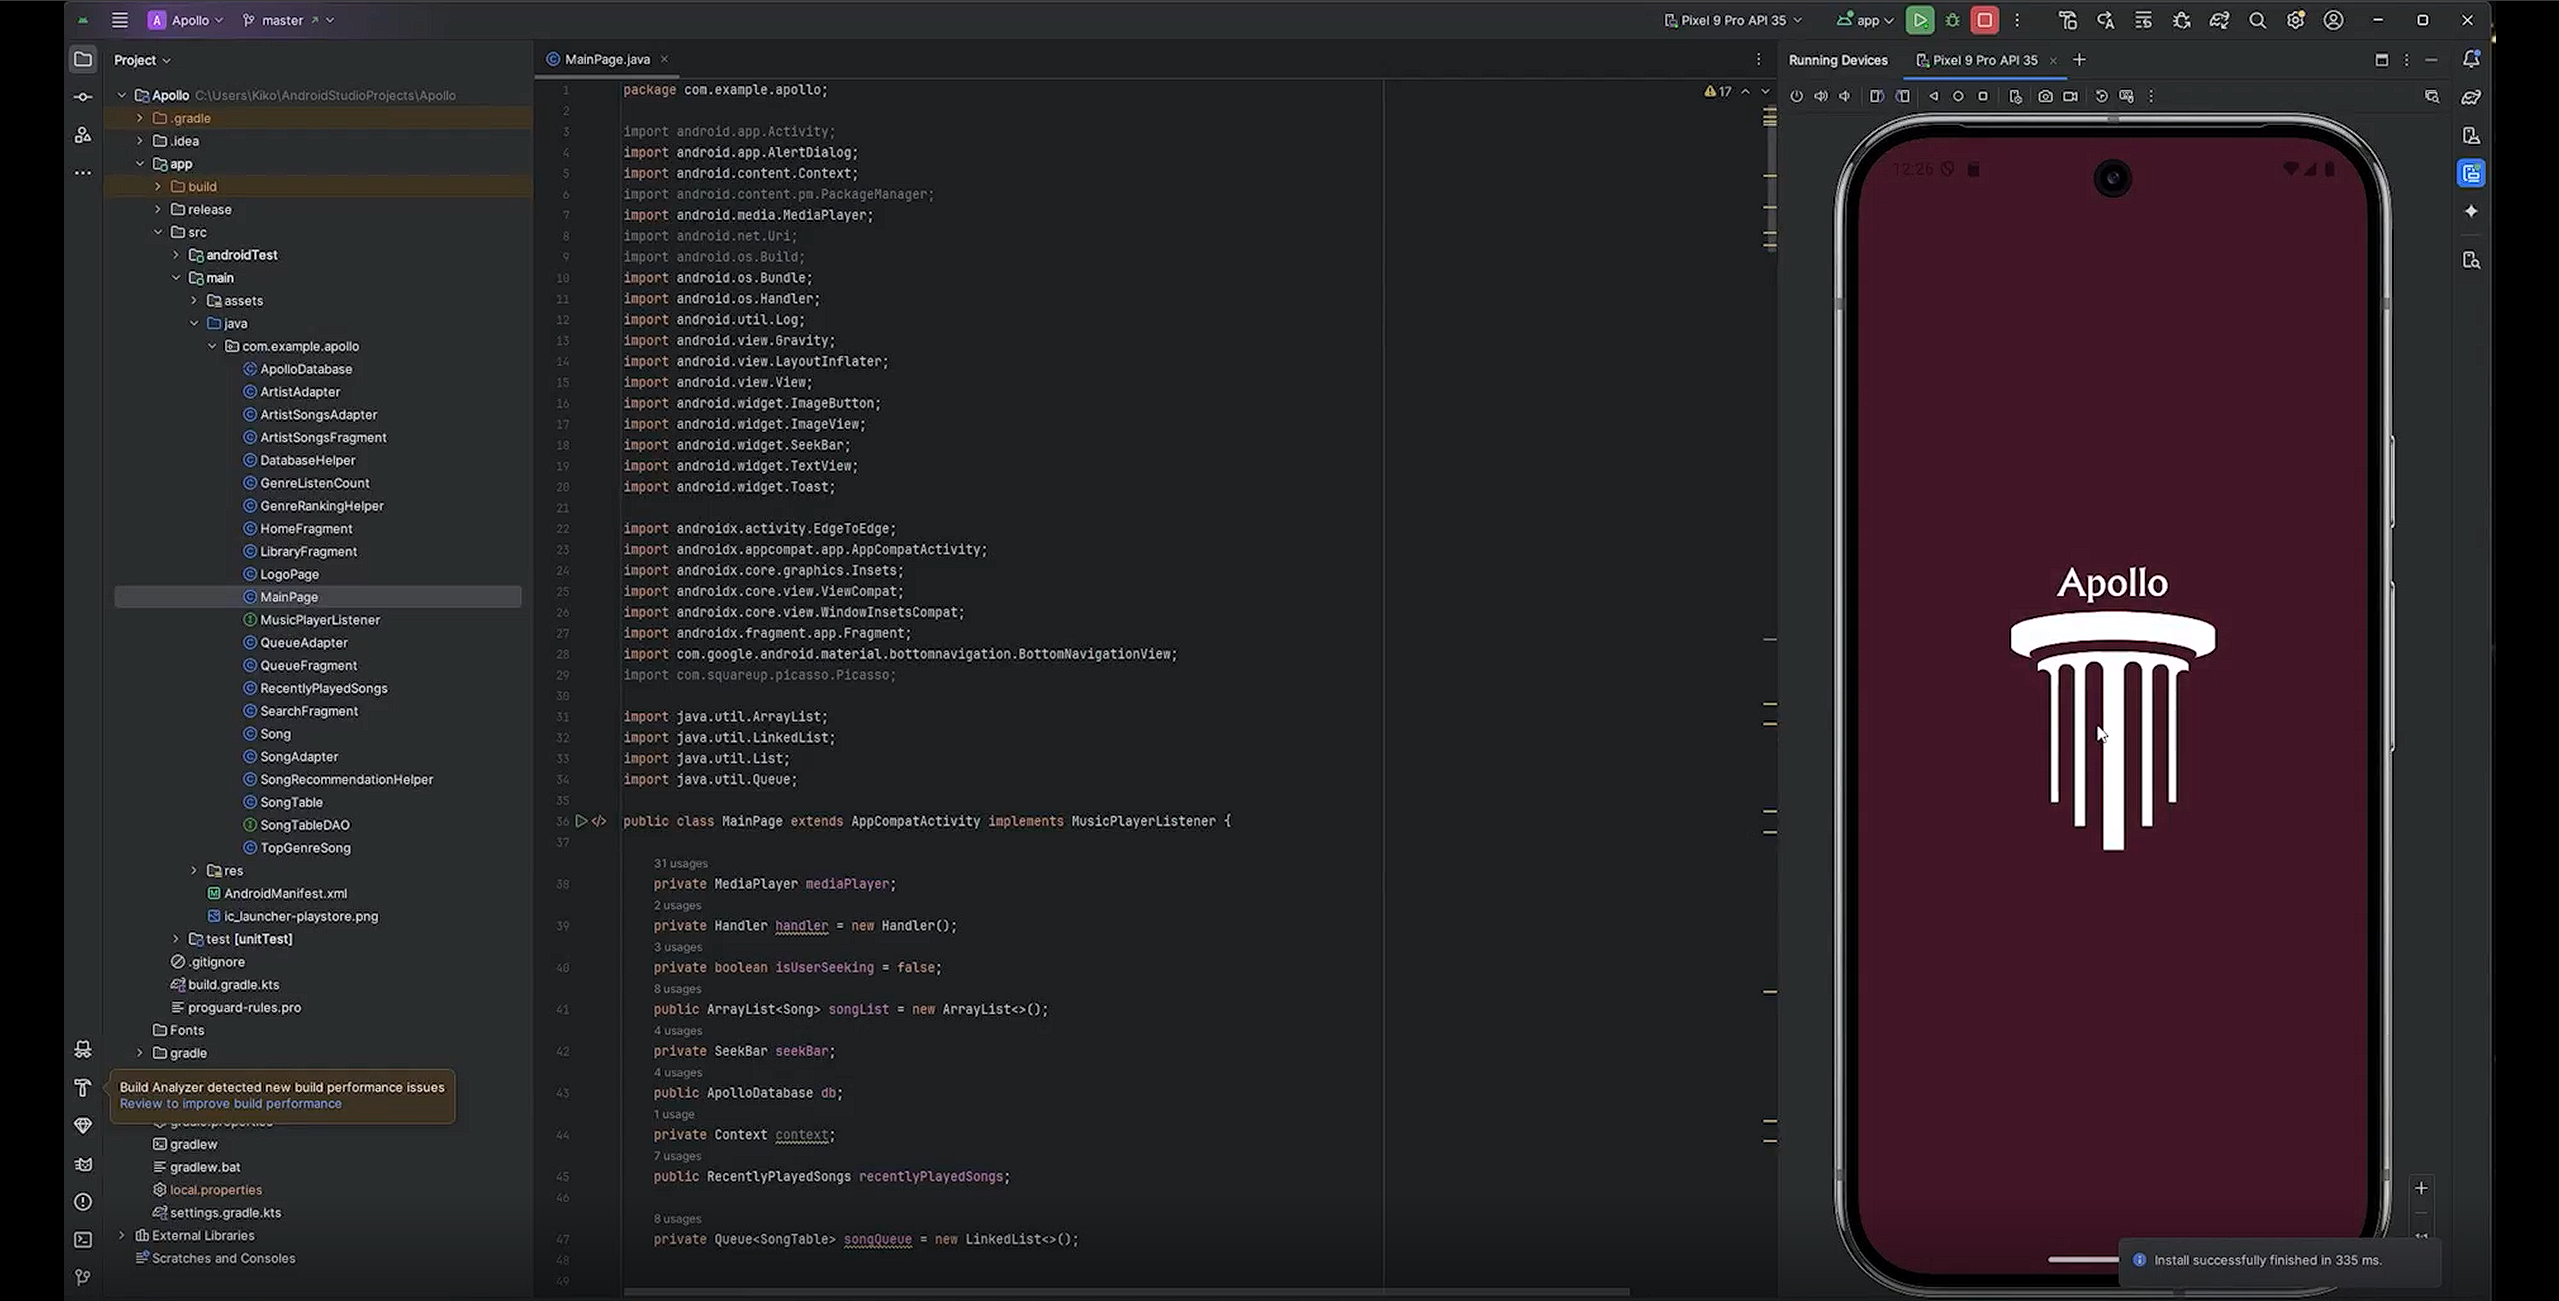 A Apollo master
Pixel 9 Pro API 35 app
Project
MainPage.java
Running Devices Pixel 9 Pro API 35
Apollo C:\Users\Kiko\AndroidStudioProjects\Apollo
.gradle
.idea
app
build
release
src
androidTest
main
assets
java
com.example.apollo
ApolloDatabase
ArtistAdapter
ArtistSongsAdapter
ArtistSongsFragment
DatabaseHelper
GenreListenCount
GenreRankingHelper
HomeFragment
LibraryFragment
LogoPage
MainPage
MusicPlayerListener
QueueAdapter
QueueFragment
RecentlyPlayedSongs
SearchFragment
Song
SongAdapter
SongRecommendationHelper
SongTable
SongTableDAO
TopGenreSong
res
AndroidManifest.xml
ic_launcher-playstore.png
test [unitTest]
.gitignore
build.gradle.kts
proguard-rules.pro
Fonts
gradle
Build Analyzer detected new build performance issues
Review to improve build performance
gradlew
gradlew.bat
local.properties
settings.gradle.kts
External Libraries
Scratches and Consoles
17
1 package com.example.apollo;
2
3 import android.app.Activity;
4 import android.app.AlertDialog;
5 import android.content.Context;
6 import android.content.pm.PackageManager;
7 import android.media.MediaPlayer;
8 import android.net.Uri;
9 import android.os.Build;
10 import android.os.Bundle;
11 import android.os.Handler;
12 import android.util.Log;
13 import android.view.Gravity;
14 import android.view.LayoutInflater;
15 import android.view.View;
16 import android.widget.ImageButton;
17 import android.widget.ImageView;
18 import android.widget.SeekBar;
19 import android.widget.TextView;
20 import android.widget.Toast;
21
22 import androidx.activity.EdgeToEdge;
23 import androidx.appcompat.app.AppCompatActivity;
24 import androidx.core.graphics.Insets;
25 import androidx.core.view.ViewCompat;
26 import androidx.core.view.WindowInsetsCompat;
27 import androidx.fragment.app.Fragment;
28 import com.google.android.material.bottomnavigation.BottomNavigationView;
29 import com.squareup.picasso.Picasso;
30
31 import java.util.ArrayList;
32 import java.util.LinkedList;
33 import java.util.List;
34 import java.util.Queue;
35
36 public class MainPage extends AppCompatActivity implements MusicPlayerListener {
37
31 usages
38 private MediaPlayer mediaPlayer;
2 usages
39 private Handler handler = new Handler();
3 usages
40 private boolean isUserSeeking = false;
8 usages
41 public ArrayList<Song> songList = new ArrayList<>();
4 usages
42 private SeekBar seekBar;
4 usages
43 public ApolloDatabase db;
1 usage
44 private Context context;
7 usages
45 public RecentlyPlayedSongs recentlyPlayedSongs;
46
8 usages
47 private Queue<SongTable> songQueue = new LinkedList<>();
48
49
12:26
Apollo
Install successfully finished in 335 ms.